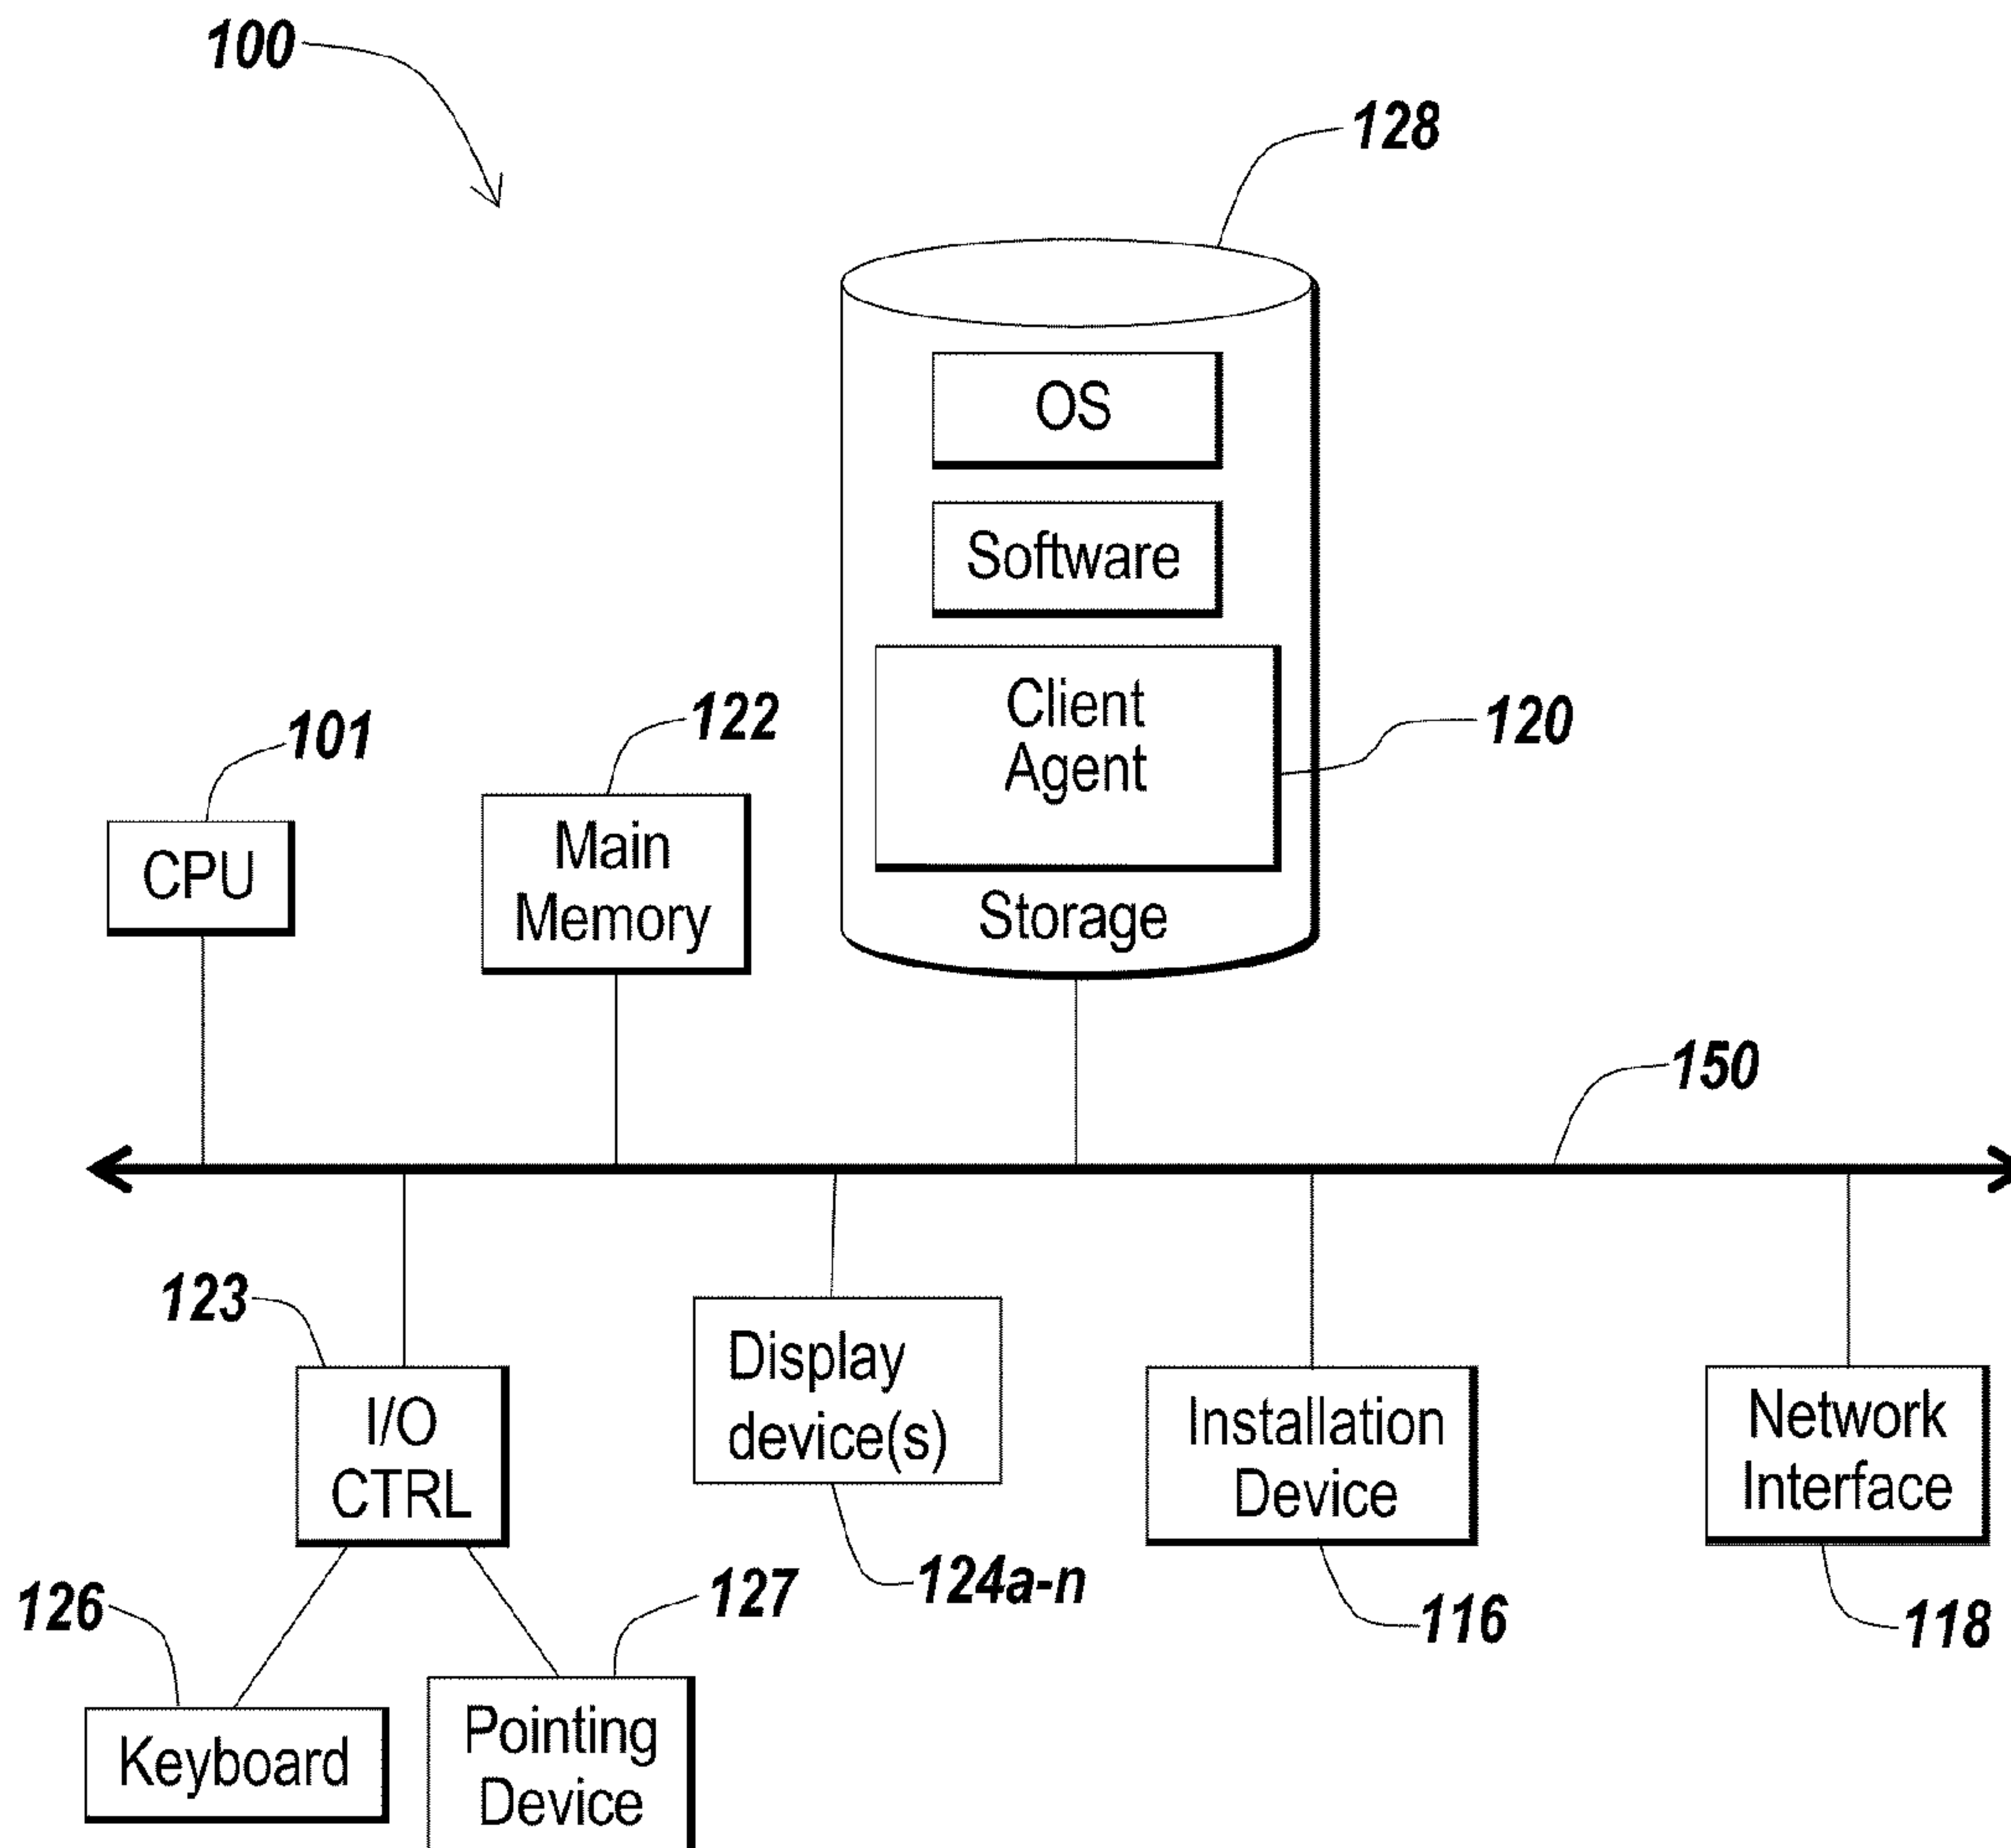 100
128
OS
Software
Client
Agent
120
Storage
101
CPU
122
Main
Memory
150
123
I/O
CTRL
Display
device(s)
124a-n
Installation
Device
116
Network
Interface
118
126
Keyboard
127
Pointing
Device